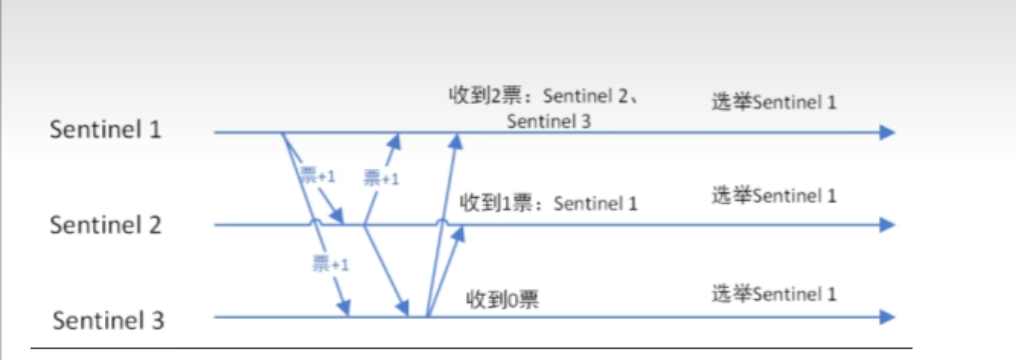 收到2票：Sentinel 2、
Sentinel 3
选举Sentinel 1
Sentinel 1
票+1
票+1
收到1票：Sentinel 1
选举Sentinel 1
Sentinel 2
票+1
收到0票
选举Sentinel 1
Sentinel 3